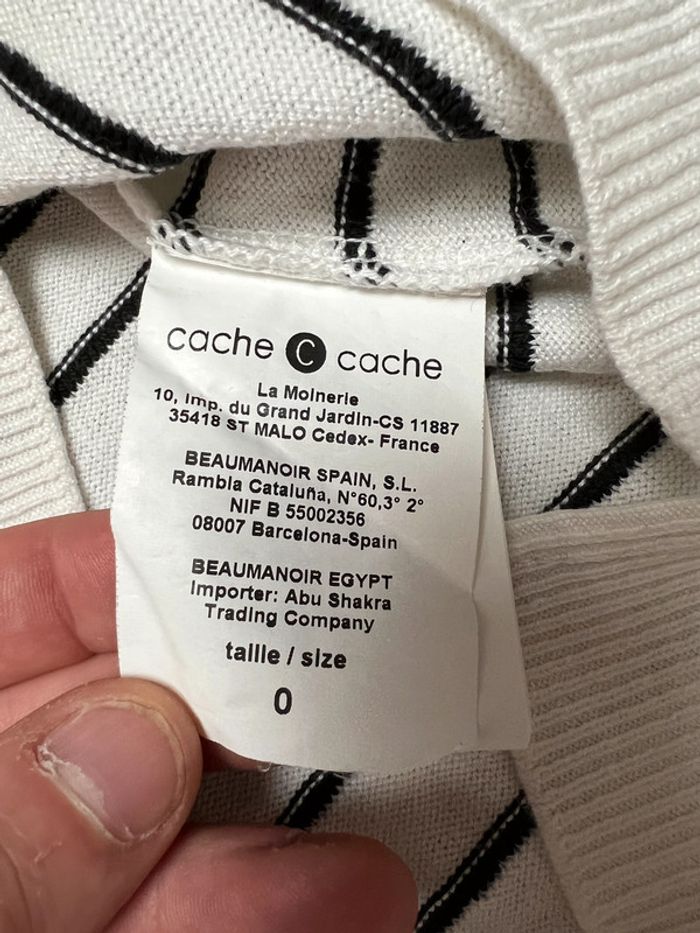 cache C cache
La Moinerie
10, Imp. du Grand Jardin-CS 11887
35418 ST MALO Cedex- France
BEAUMANOIR SPAIN, S.L.
Rambla Cataluña, N°60,3° 2°
NIF B 55002356
08007 Barcelona-Spain
BEAUMANOIR EGYPT
Importer: Abu Shakra
Trading Company
taille / size
0